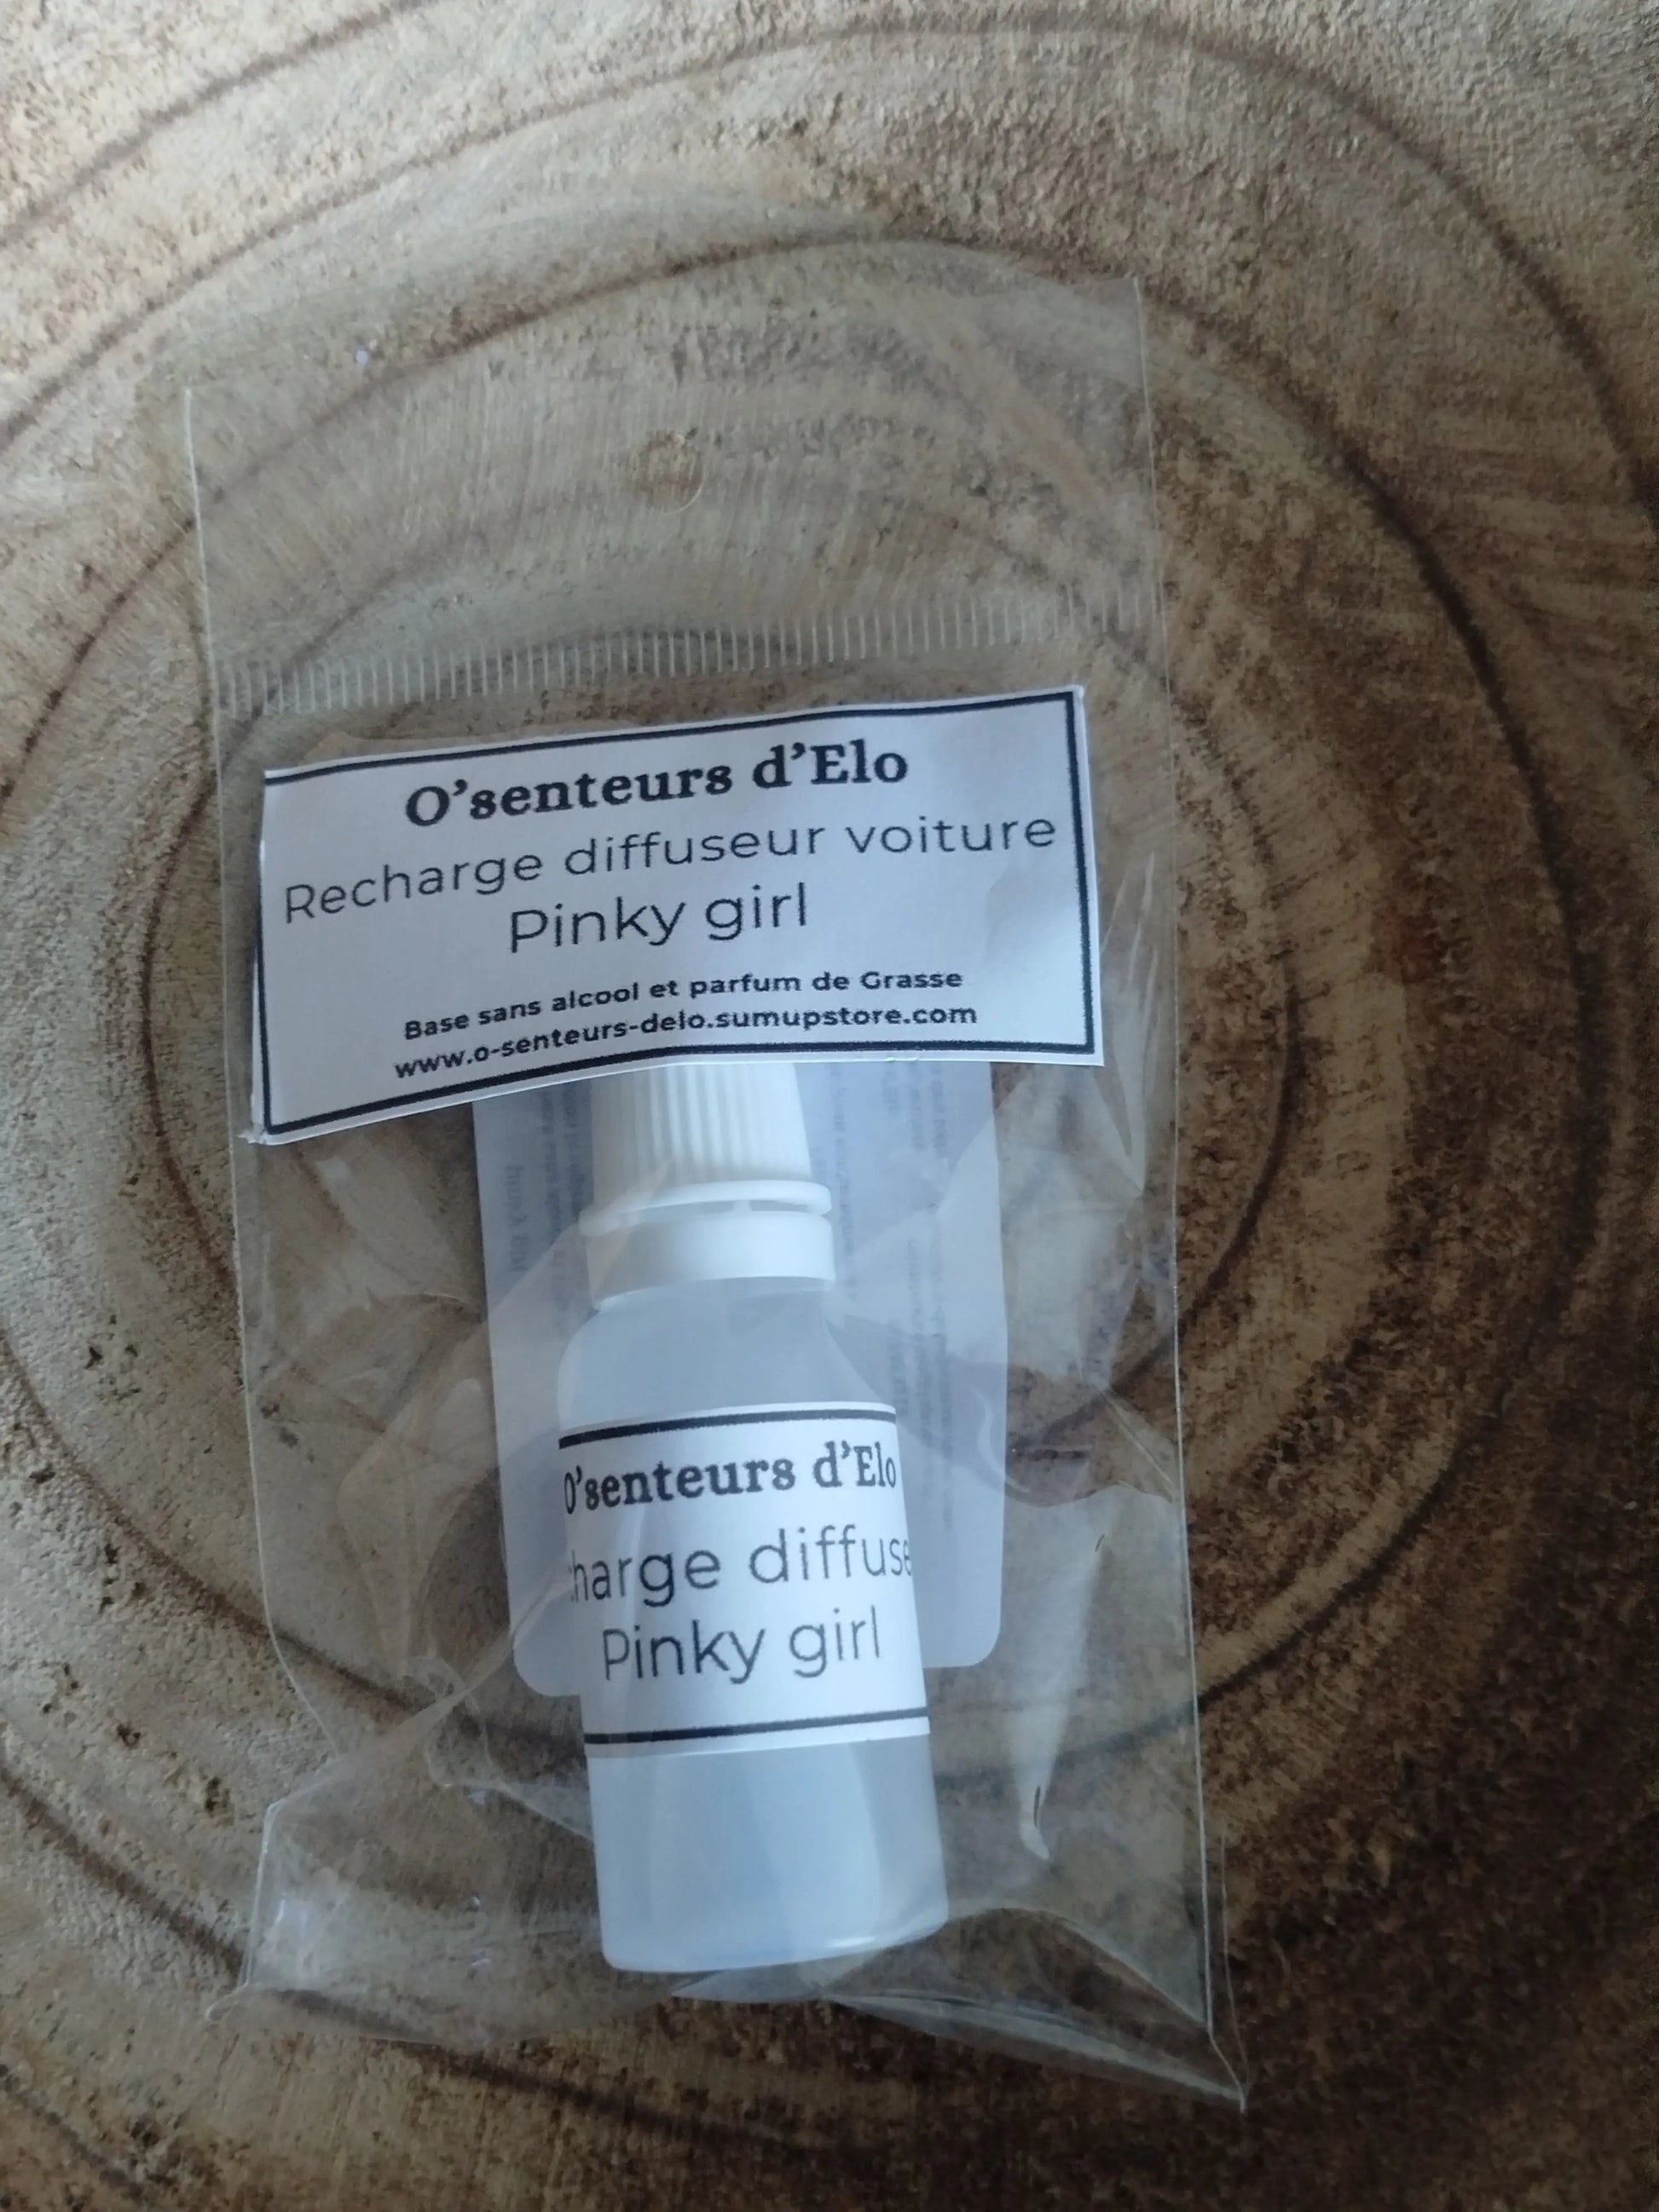 O'senteurs d'Elo
Recharge diffuseur voiture
Pinky girl
Base sans alcool et parfum de Grasse
www.o-senteurs-delo.sumupstore.com
O'senteurs d'Elo
harge diffuse
Pinky girl